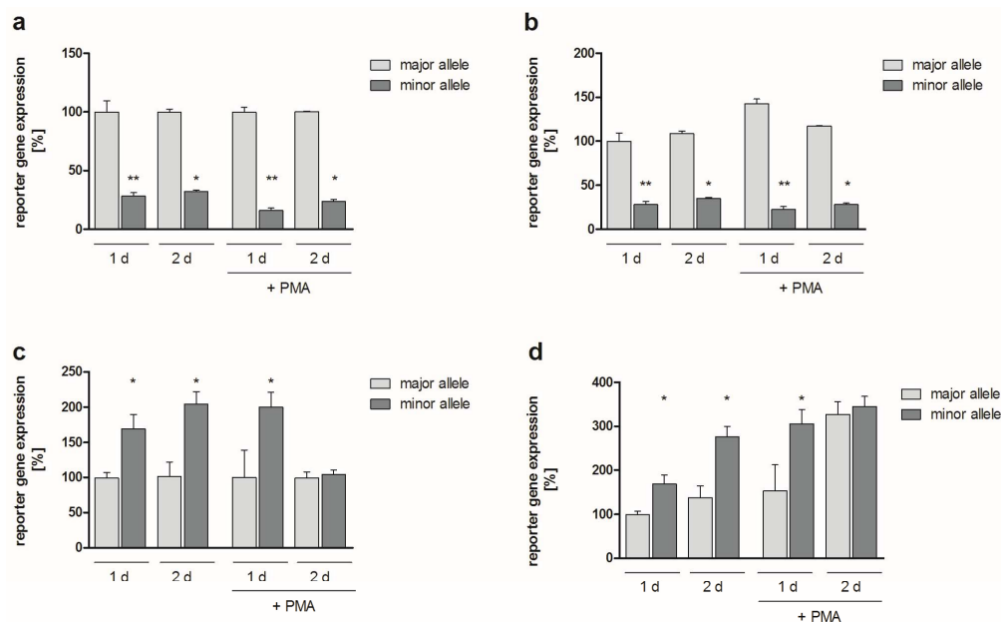 a
reporter gene expression
[%]
150
100
50
0
** * ** *
1 d 2 d 1 d 2 d
+ PMA
major allele
minor allele
b
reporter gene expression
[%]
200
150
100
50
0
** * ** *
1 d 2 d 1 d 2 d
+ PMA
major allele
minor allele
c
reporter gene expression
[%]
250
200
150
100
50
0
* * *
1 d 2 d 1 d 2 d
+ PMA
major allele
minor allele
d
reporter gene expression
[%]
400
300
200
100
0
* * *
1 d 2 d 1 d 2 d
+ PMA
major allele
minor allele